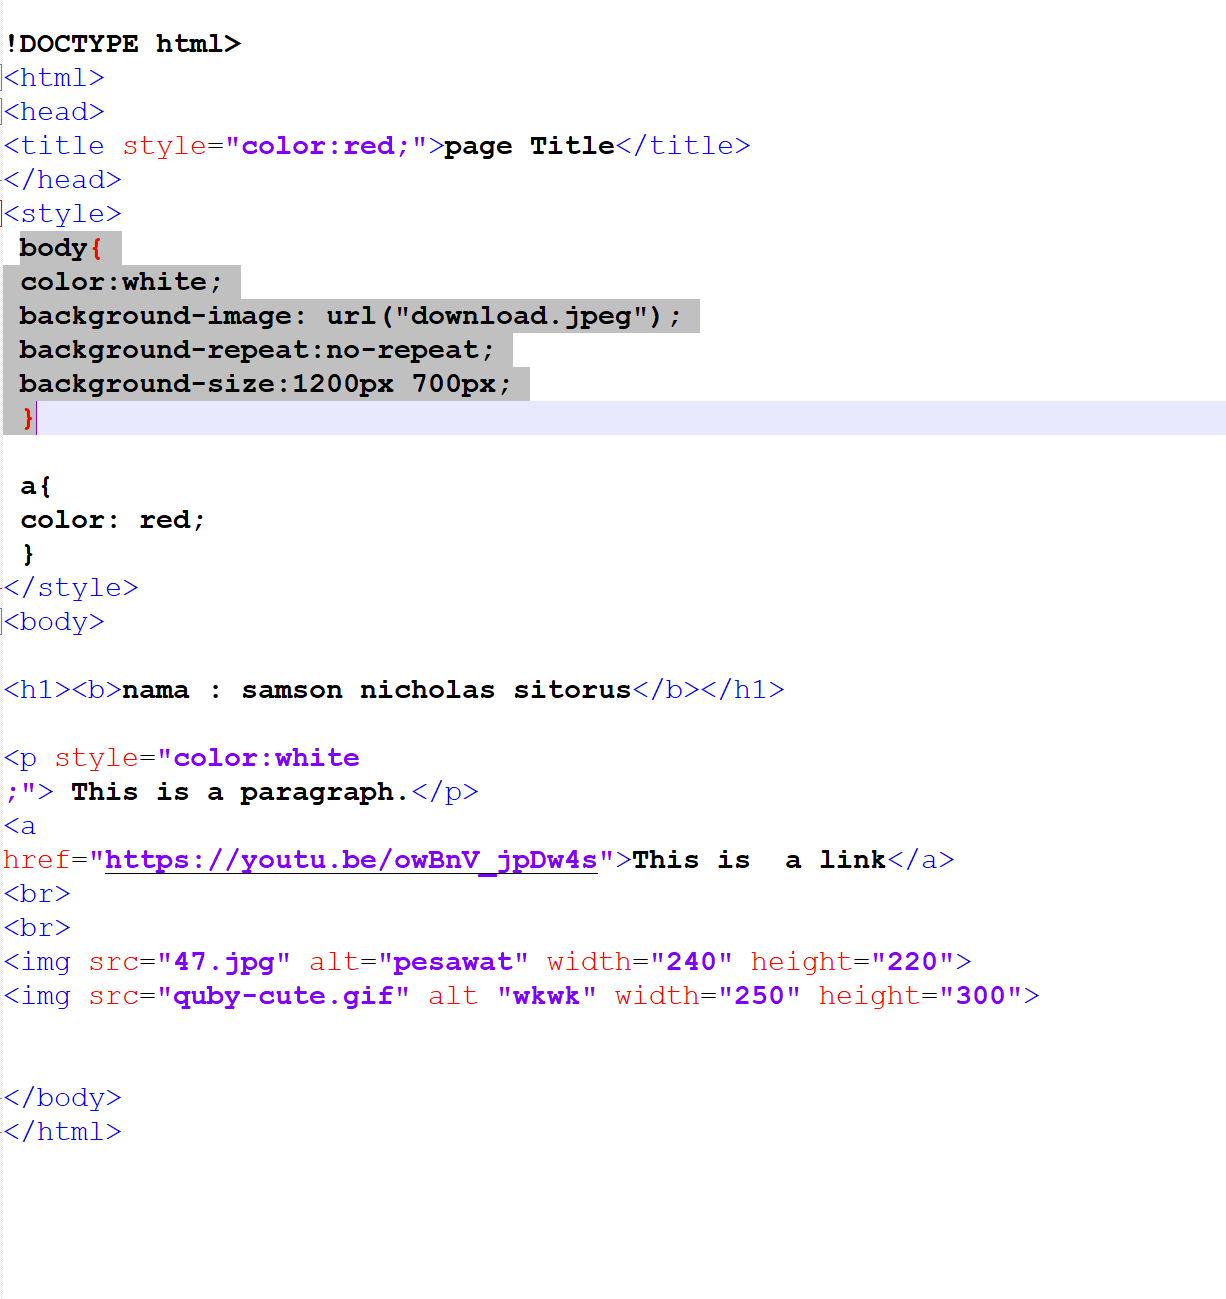 !DOCTYPE html>
<html>
<head>
<title style="color:red;">page Title</title>
</head>
<style>
body{
color:white;
background-image: url("download.jpeg");
background-repeat:no-repeat;
background-size:1200px 700px;
}
a{
color: red;
}
</style>
<body>
<h1><b>nama : samson nicholas sitorus</b></h1>
<p style="color:white
;"> This is a paragraph.</p>
<a
href="https://youtu.be/owBnV_jpDw4s">This is  a link</a>
<br>
<br>
<img src="47.jpg" alt="pesawat" width="240" height="220">
<img src="quby-cute.gif" alt "wkwk" width="250" height="300">
</body>
</html>